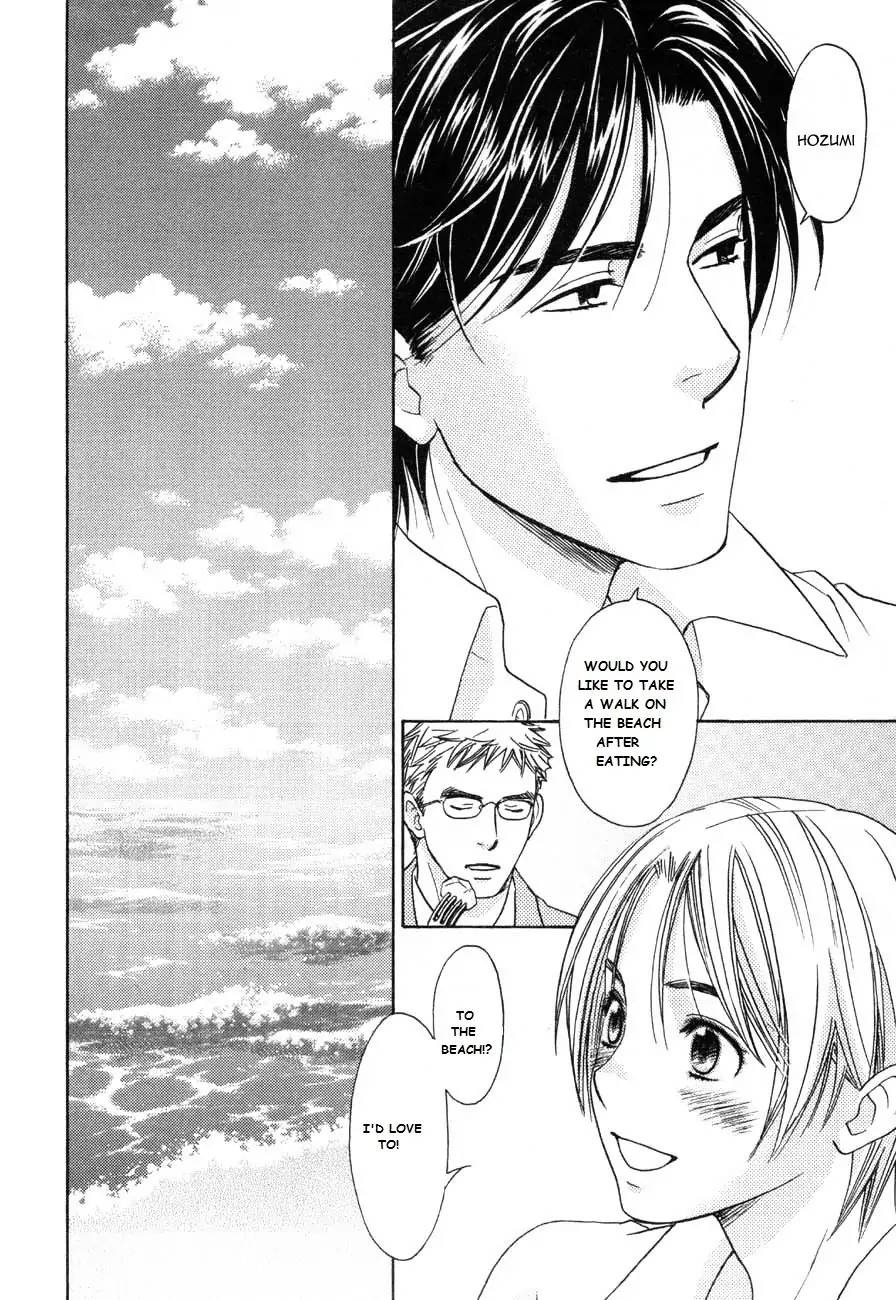 HOZUMI
WOULD YOU
LIKE TO TAKE
A WALK ON
THE BEACH
AFTER
EATING?
TO
THE
BEACH!?
I'D LOVE
TO!